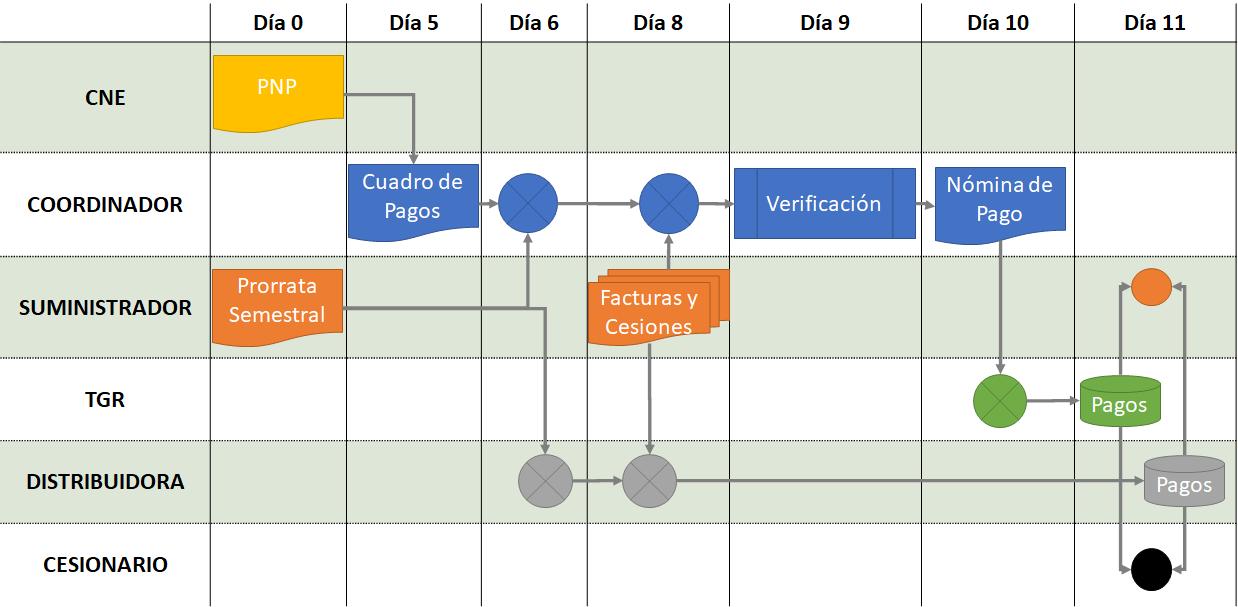 Día 0
Día 5
Día 6
Día 8
Día 9
Día 10
Día 11
CNE
PNP
COORDINADOR
Cuadro de
Pagos
Verificación
Nómina de
Pago
SUMINISTRADOR
Prorrata
Semestral
Facturas y
Cesiones
TGR
Pagos
DISTRIBUIDORA
Pagos
CESIONARIO